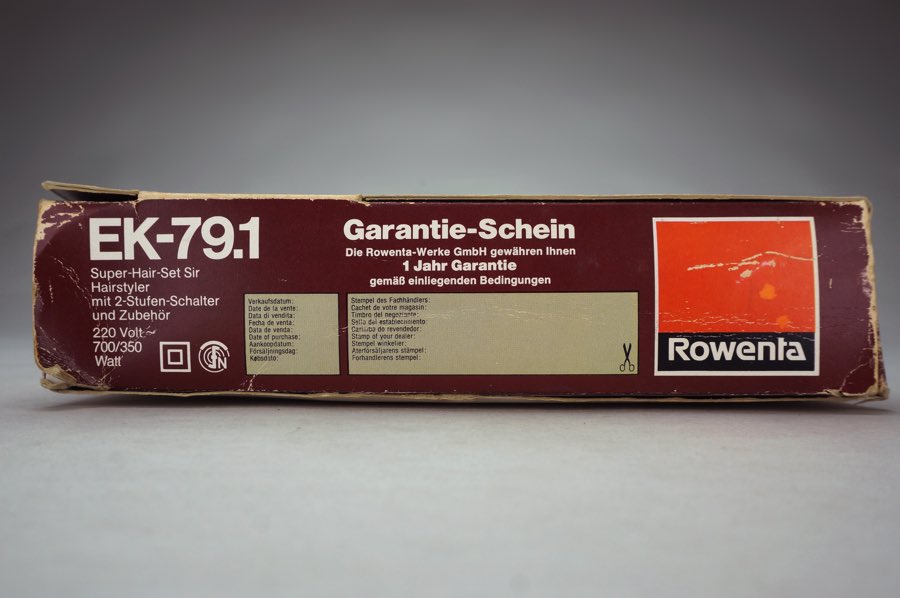 EK-79.1
Super-Hair-Set Sir
Hairstyler
mit 2-Stufen-Schalter
und Zubehör
220 Volt~
700/350
Watt
Garantie-Schein
Die Rowenta-Werke GmbH gewähren Ihnen
1 Jahr Garantie
gemäß einliegenden Bedingungen
Verkaufsdatum:
Date de la vente:
Data di vendita:
Fecha de venta:
Data de venda:
Date of purchase:
Aankoopdatum:
Försäljningsdag:
Købsdato:
Stempel des Fachhändlers:
Cachet de votre magasin:
Timbro del negoziante:
Sello del establecimiento:
Carimbo do revendedor:
Stamp of your dealer:
Stempel winkelier:
Återförsäljarens stämpel:
Forhandlerens stempel:
Rowenta